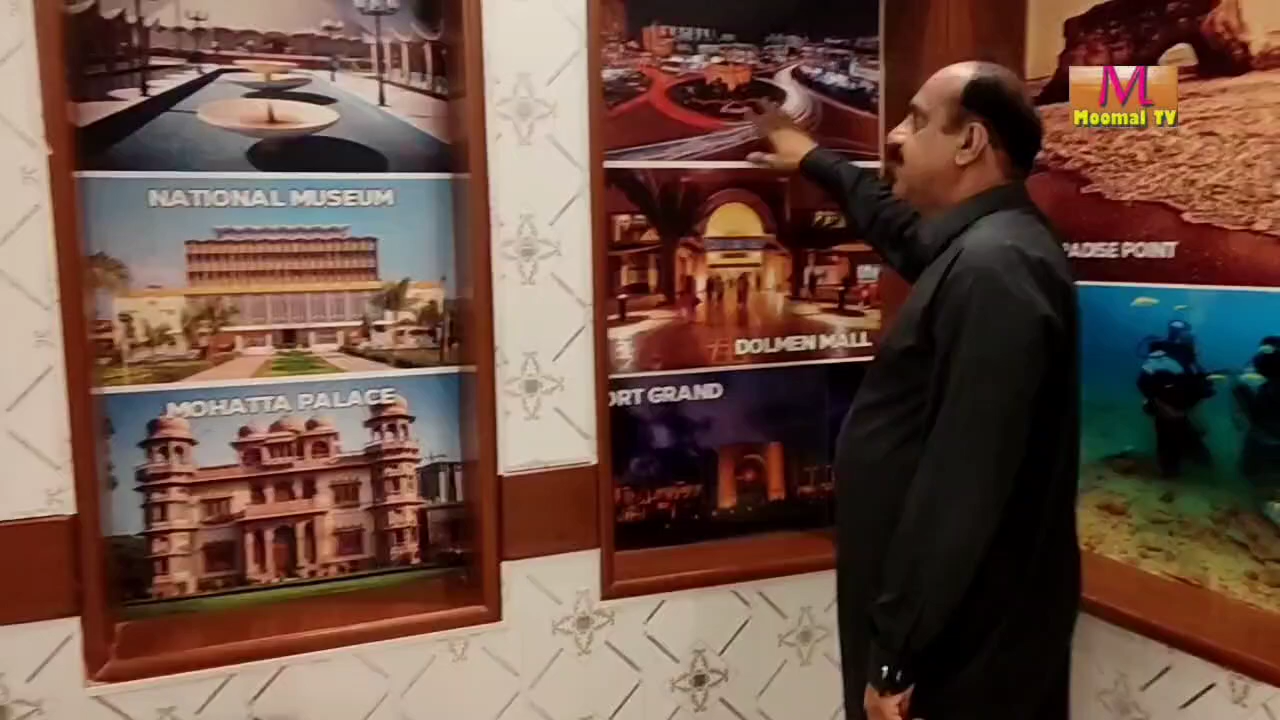 M
Moomal TV
NATIONAL MUSEUM
MOHATTA PALACE
DOLMEN MALL
ORT GRAND
ADISE POINT